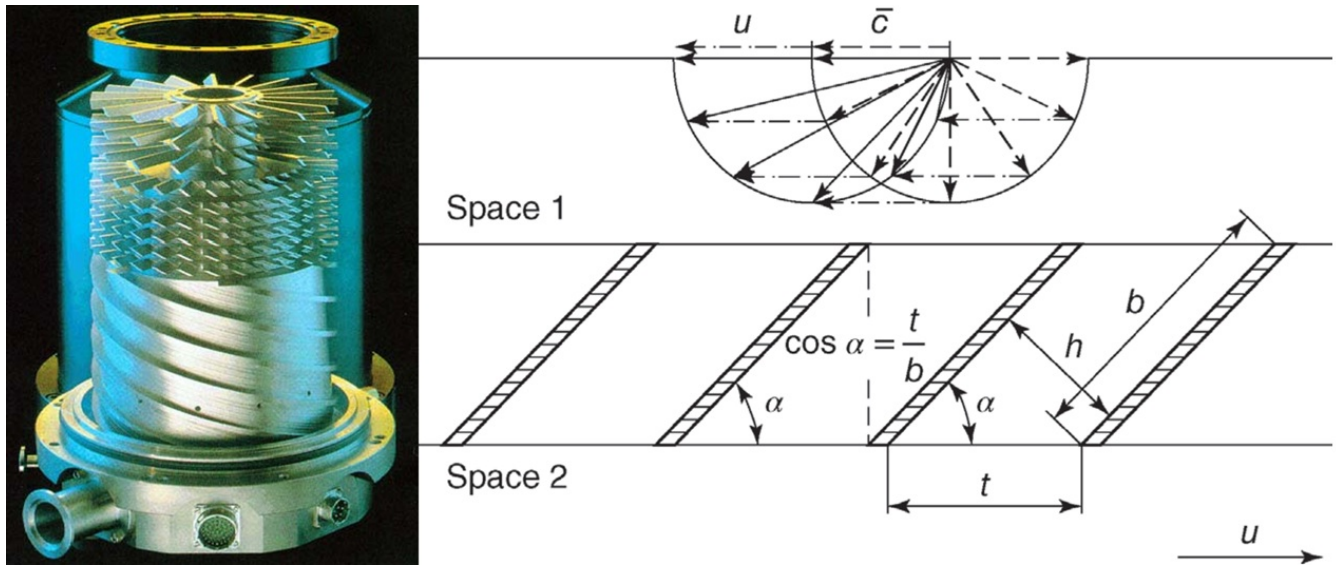 u
c̄
Space 1
cos α = t/b
h
b
α
α
Space 2
t
u